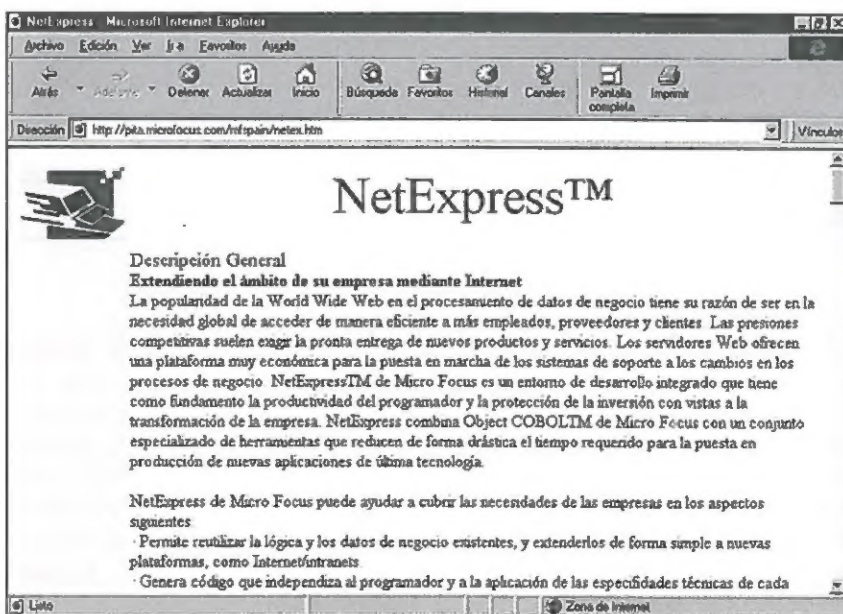 NetExpress - Microsoft Internet Explorer
Archivo Edición Ver Ir a Favoritos Ayuda
Atrás Adelante Detener Actualizar Inicio Búsqueda Favoritos Historial Canales Pantalla completa Imprimir
Dirección http://pita.microfocus.com/mfspain/netex.htm Vínculos
NetExpress™
Descripción General
Extendiendo el ámbito de su empresa mediante Internet
La popularidad de la World Wide Web en el procesamiento de datos de negocio tiene su razón de ser en la
necesidad global de acceder de manera eficiente a más empleados, proveedores y clientes. Las presiones
competitivas suelen exigir la pronta entrega de nuevos productos y servicios. Los servidores Web ofrecen
una plataforma muy económica para la puesta en marcha de los sistemas de soporte a los cambios en los
procesos de negocio. NetExpressTM de Micro Focus es un entorno de desarrollo integrado que tiene
como fundamento la productividad del programador y la protección de la inversión con vistas a la
transformación de la empresa. NetExpress combina Object COBOLTM de Micro Focus con un conjunto
especializado de herramientas que reducen de forma drástica el tiempo requerido para la puesta en
producción de nuevas aplicaciones de última tecnología.
NetExpress de Micro Focus puede ayudar a cubrir las necesidades de las empresas en los aspectos
siguientes:
· Permite reutilizar la lógica y los datos de negocio existentes, y extenderlos de forma simple a nuevas
plataformas, como Internet/intranets
· Genera código que independiza al programador y a la aplicación de las especifidades técnicas de cada
Listo Zona de Internet